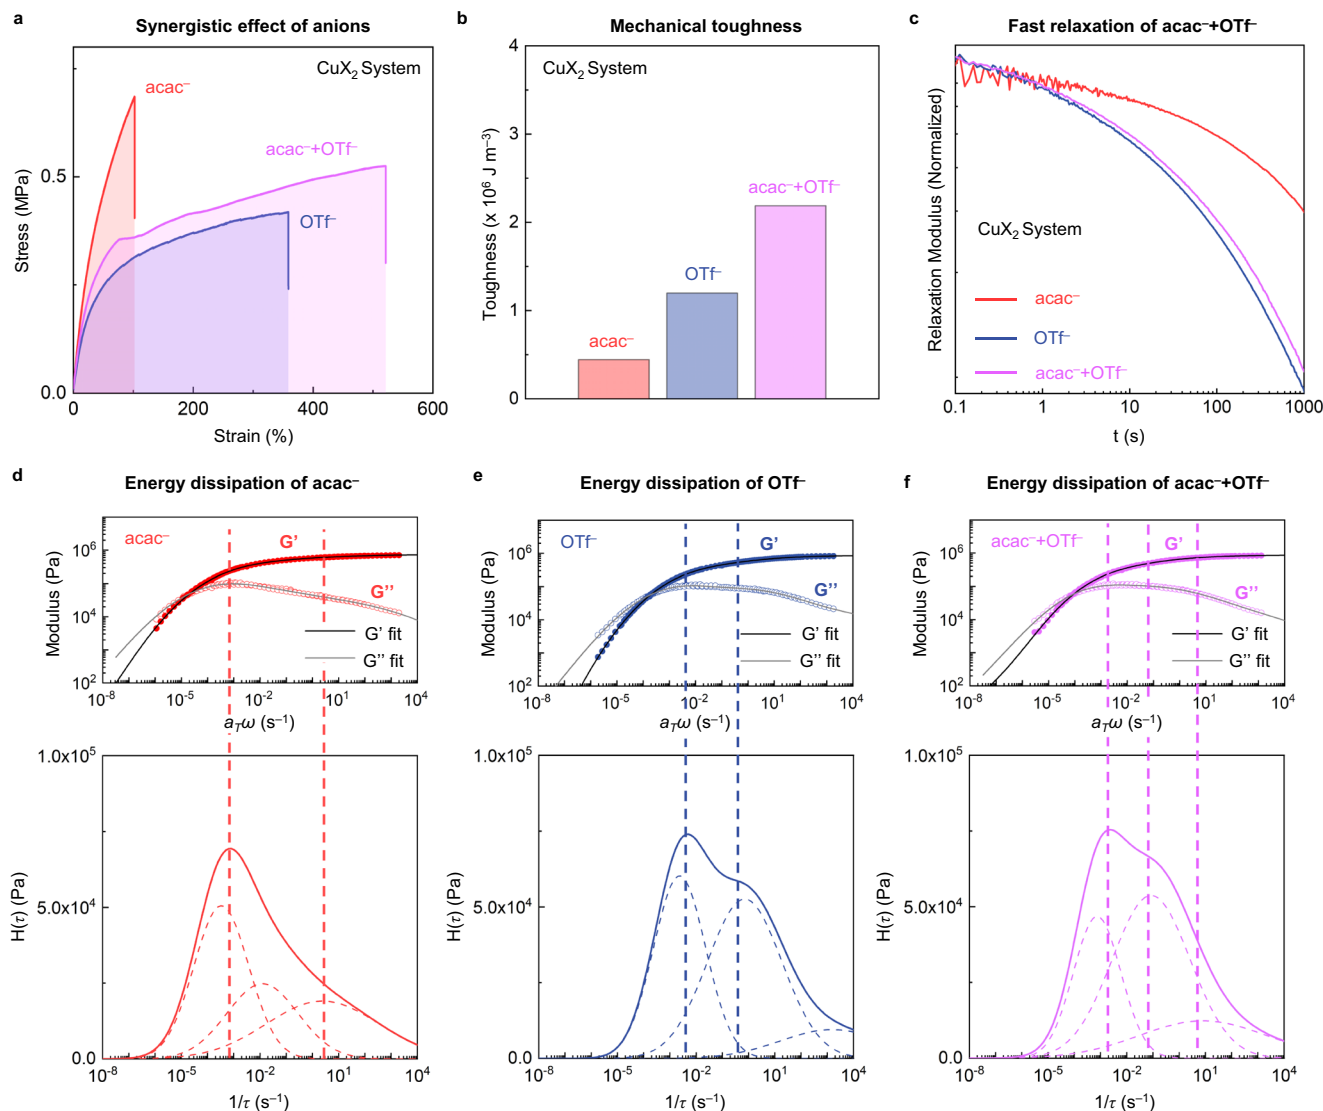 a Synergistic effect of anions
CuX₂ System
acac⁻
acac⁻+OTf⁻
OTf⁻
0.5
0.0
Stress (MPa)
0 200 400 600
Strain (%)
b Mechanical toughness
CuX₂ System
4
3
2
1
0
Toughness (x 10⁶ J m⁻³)
acac⁻
OTf⁻
acac⁻+OTf⁻
c Fast relaxation of acac⁻+OTf⁻
Relaxation Modulus (Normalized)
CuX₂ System
acac⁻
OTf⁻
acac⁻+OTf⁻
0.1 1 10 100 1000
t (s)
d Energy dissipation of acac⁻
acac⁻
G'
G''
G' fit
G'' fit
10⁶
10⁴
10²
Modulus (Pa)
10⁻⁸ 10⁻⁵ 10⁻² 10¹ 10⁴
a_Tω (s⁻¹)
1.0x10⁵
5.0x10⁴
0.0
H(τ) (Pa)
10⁻⁸ 10⁻⁵ 10⁻² 10¹ 10⁴
1/τ (s⁻¹)
e Energy dissipation of OTf⁻
OTf⁻
G'
G''
G' fit
G'' fit
10⁶
10⁴
10²
Modulus (Pa)
10⁻⁸ 10⁻⁵ 10⁻² 10¹ 10⁴
a_Tω (s⁻¹)
1.0x10⁵
5.0x10⁴
0.0
H(τ) (Pa)
10⁻⁸ 10⁻⁵ 10⁻² 10¹ 10⁴
1/τ (s⁻¹)
f Energy dissipation of acac⁻+OTf⁻
acac⁻+OTf⁻
G'
G''
G' fit
G'' fit
10⁶
10⁴
10²
Modulus (Pa)
10⁻⁸ 10⁻⁵ 10⁻² 10¹ 10⁴
a_Tω (s⁻¹)
1.0x10⁵
5.0x10⁴
0.0
H(τ) (Pa)
10⁻⁸ 10⁻⁵ 10⁻² 10¹ 10⁴
1/τ (s⁻¹)